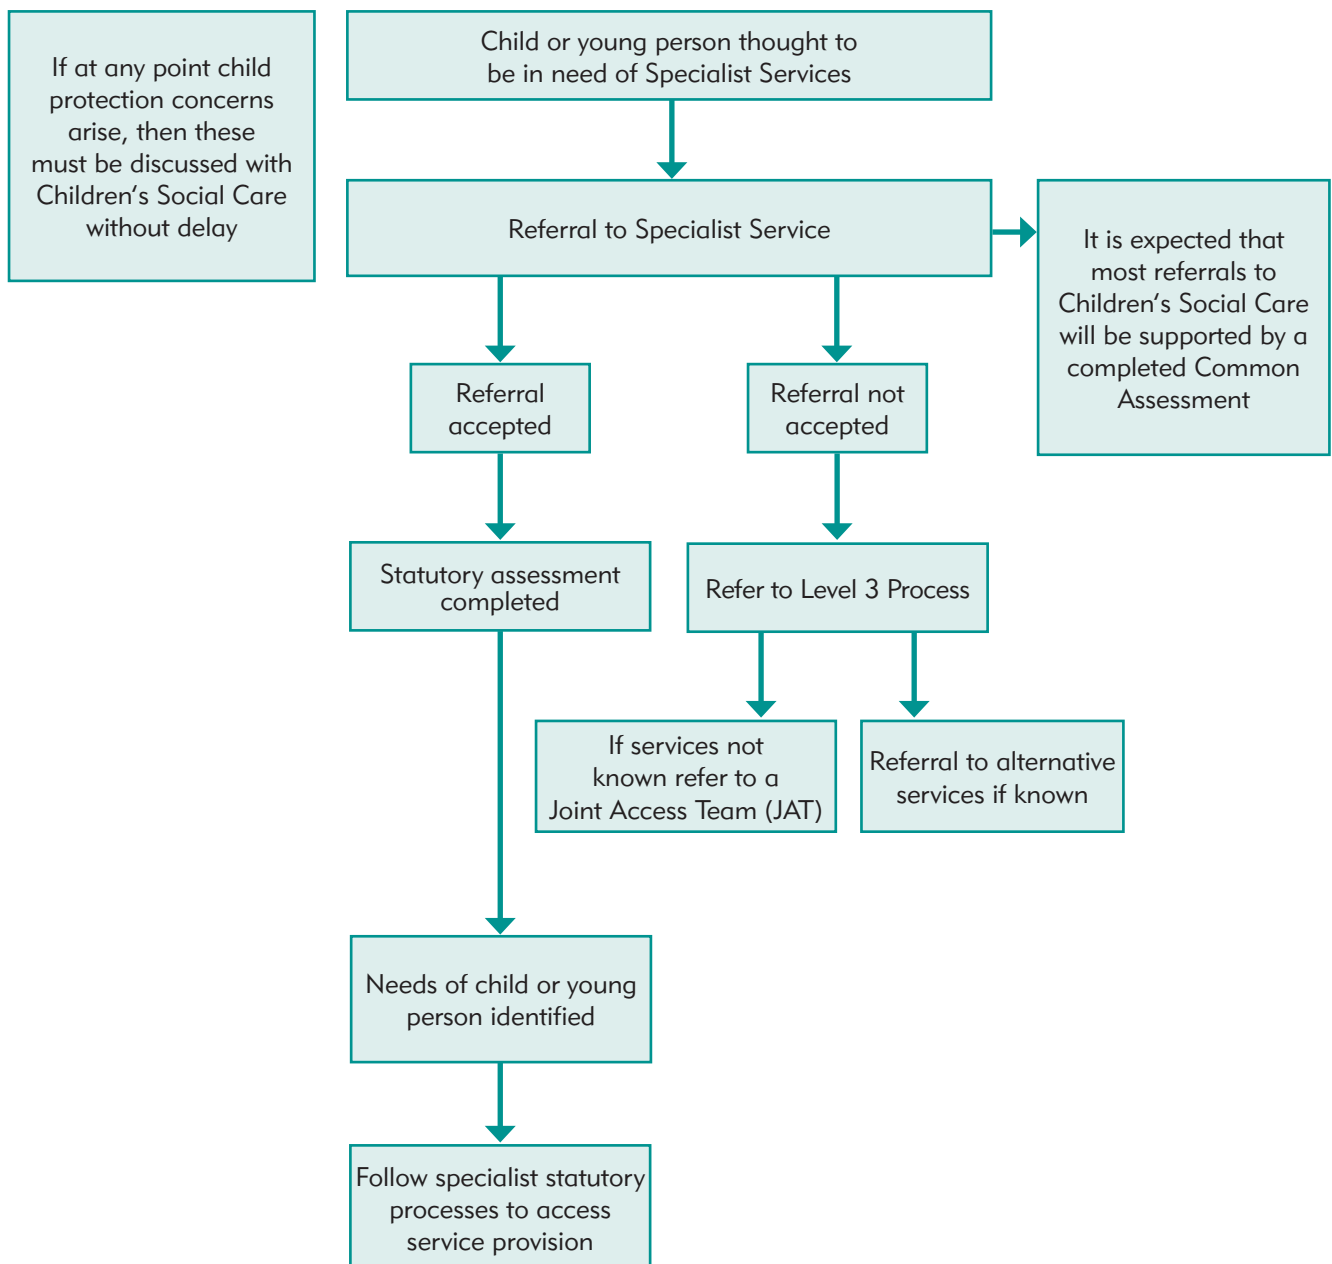 If at any point child
protection concerns
arise, then these
must be discussed with
Children's Social Care
without delay
Child or young person thought to
be in need of Specialist Services
Referral to Specialist Service
It is expected that
most referrals to
Children's Social Care
will be supported by a
completed Common
Assessment
Referral
accepted
Referral not
accepted
Statutory assessment
completed
Refer to Level 3 Process
If services not
known refer to a
Joint Access Team (JAT)
Referral to alternative
services if known
Needs of child or young
person identified
Follow specialist statutory
processes to access
service provision